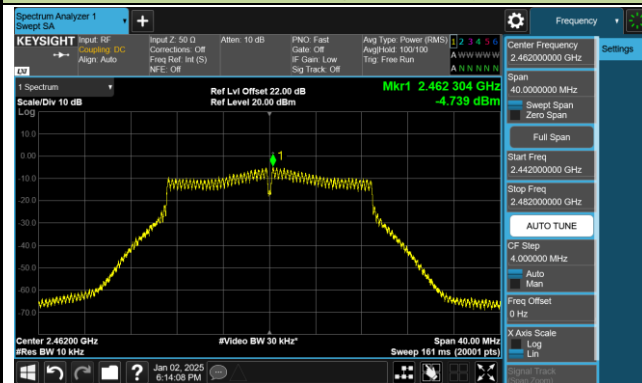 Spectrum Analyzer 1
Swept SA
+
Frequency
KEYSIGHT
Input: RF
Coupling: DC
Align: Auto
Input Z: 50 Ω
Corrections: Off
Freq Ref: Int (S)
NFE: Off
Atten: 10 dB
PNO: Fast
Gate: Off
IF Gain: Low
Sig Track: Off
Avg Type: Power (RMS)
Avg|Hold: 100/100
Trig: Free Run
1 2 3 4 5 6
A W W W W W
A N N N N N
LXI
1 Spectrum
Scale/Div 10 dB
Log
Ref Lvl Offset 22.00 dB
Ref Level 20.00 dBm
Mkr1 2.462 304 GHz
-4.739 dBm
1
10.0
0.00
-10.0
-20.0
-30.0
-40.0
-50.0
-60.0
-70.0
Center 2.46200 GHz
#Res BW 10 kHz
#Video BW 30 kHz*
Span 40.00 MHz
Sweep 161 ms (20001 pts)
Jan 02, 2025
6:14:08 PM
?
Center Frequency
2.462000000 GHz
Settings
Span
40.0000000 MHz
Swept Span
Zero Span
Full Span
Start Freq
2.442000000 GHz
Stop Freq
2.482000000 GHz
AUTO TUNE
CF Step
4.000000 MHz
Auto
Man
Freq Offset
0 Hz
X Axis Scale
Log
Lin
Signal Track
(Span Zoom)